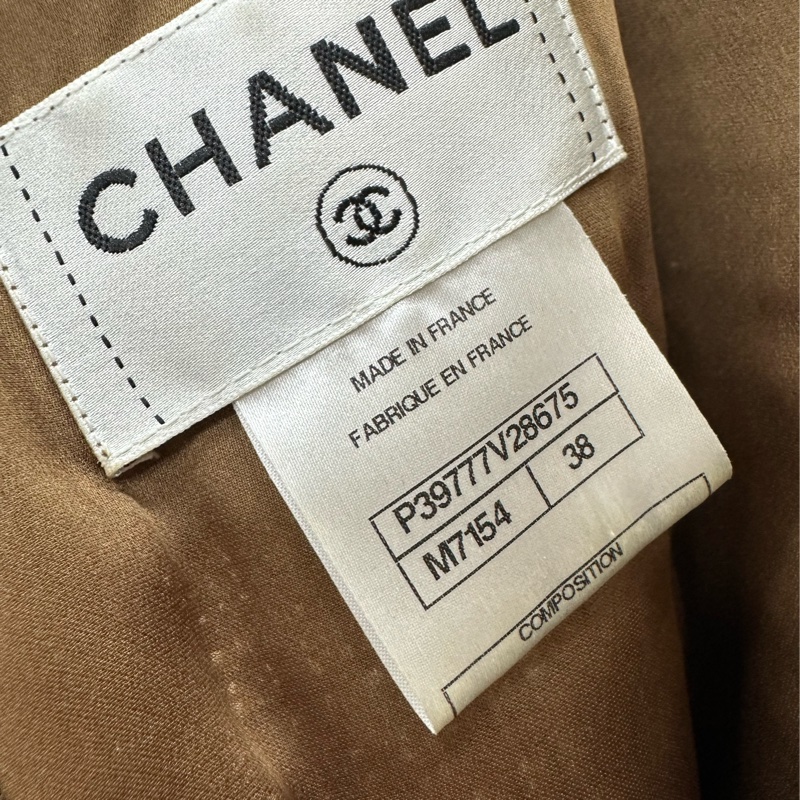 CHANEL
MADE IN FRANCE
FABRIQUE EN FRANCE
P39777V28675
M7154 38
COMPOSITION